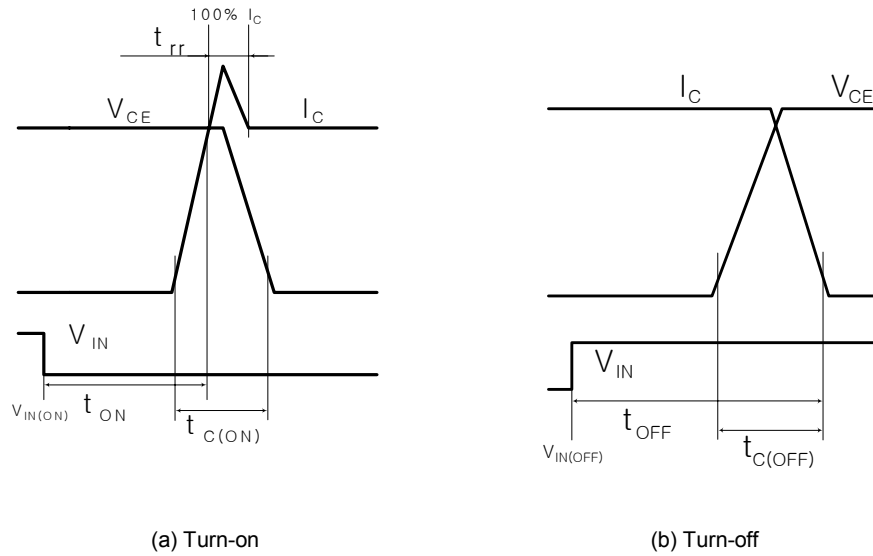 100% I_C
t_rr
V_CE
I_C
V_IN
t_ON
V_IN(ON)
t_C(ON)
(a) Turn-on
I_C
V_CE
V_IN
t_OFF
V_IN(OFF)
t_C(OFF)
(b) Turn-off